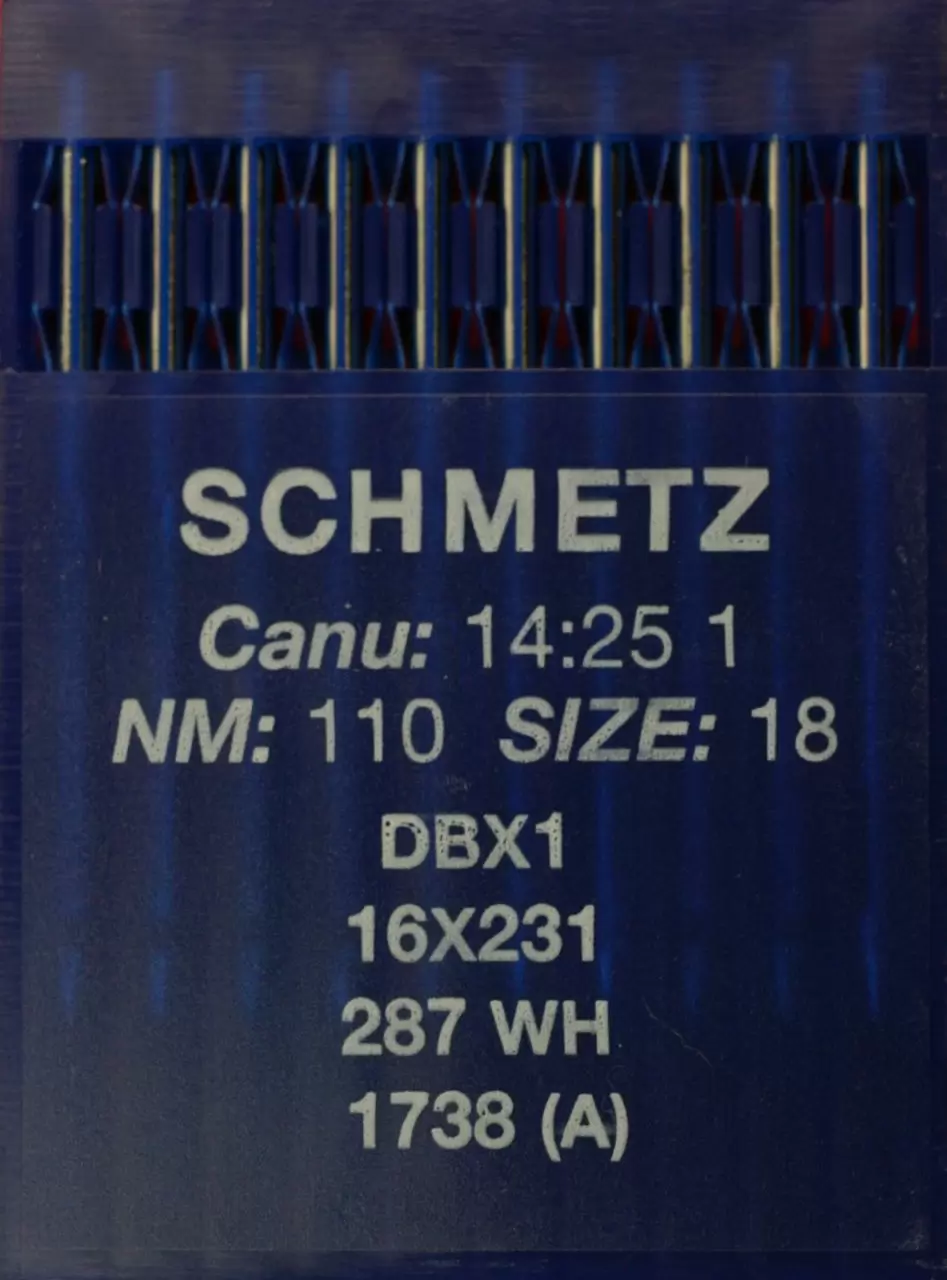 SCHMETZ
Canu: 14:25 1
NM: 110 SIZE: 18
DBX1
16X231
287 WH
1738 (A)